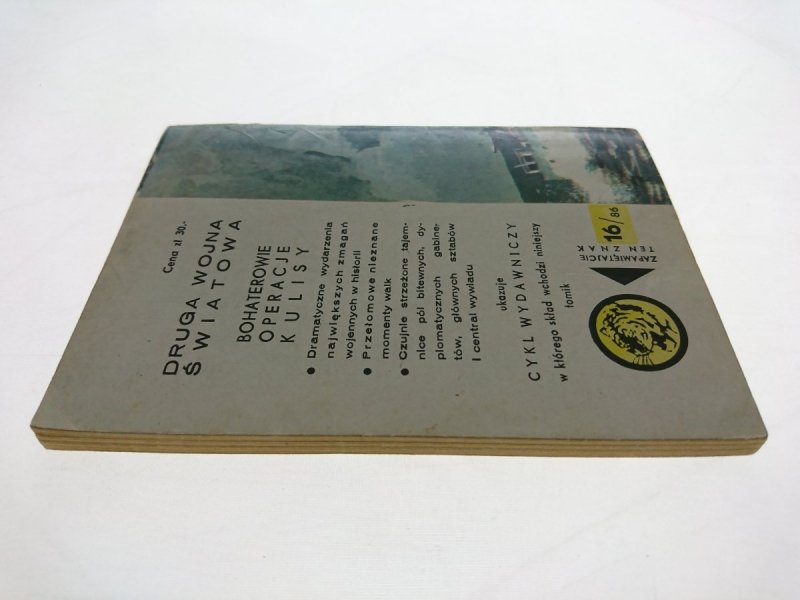 Cena zł 30,-
DRUGA WOJNA
ŚWIATOWA
BOHATEROWIE
OPERACJE
KULISY
● Dramatyczne wydarzenia
największych zmagań
wojennych w historii
● Przełomowe nieznane
momenty walk
● Czujnie strzeżone tajem-
nice pól bitewnych, dy-
plomatycznych gabine-
tów, głównych sztabów
i central wywiadu
ukazuje
CYKL WYDAWNICZY
w którego skład wchodzi niniejszy
tomik
16/86
ZAPAMIĘTAJCIE
TEN ZNAK